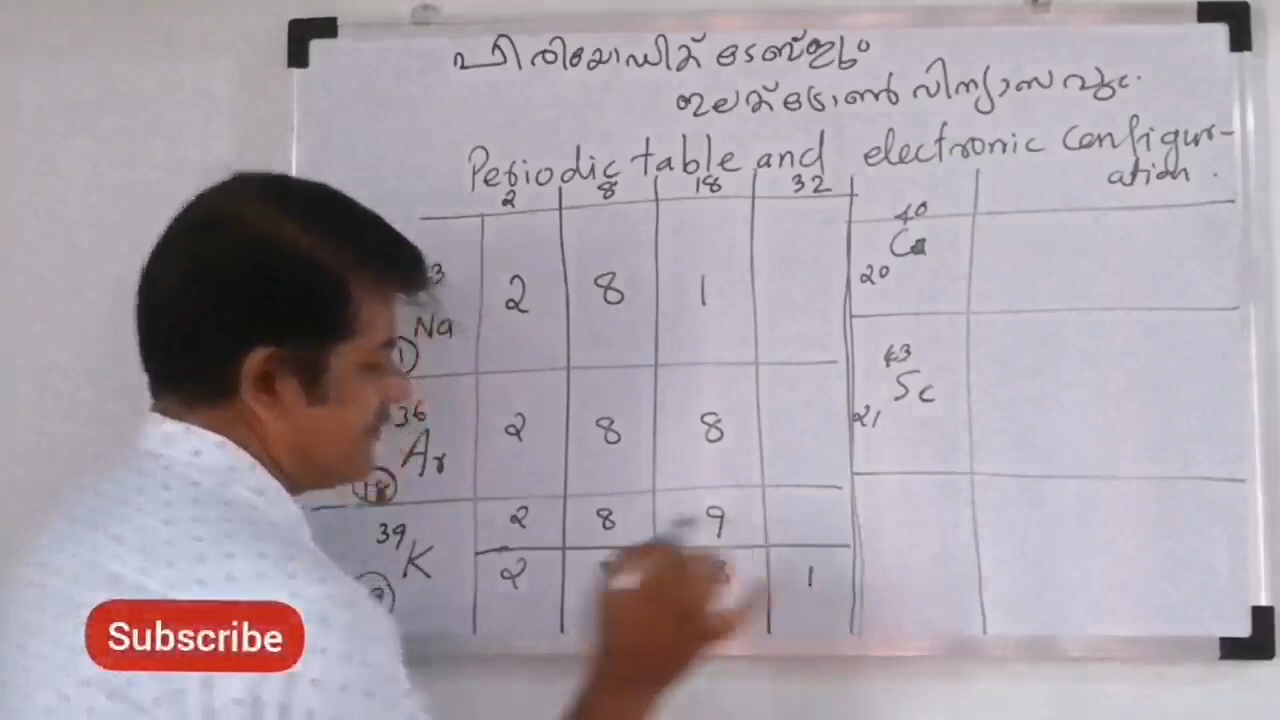 പീരിയോഡിക് ടേബിളും
ഇലക്ട്രോൺ വിന്യാസവും.
Periodic table and electronic configur-
ation.
2 8 18 32
Na 2 8 1
40
Ca
20
36
Ar 2 8 8
18
43
Sc
21
39
K 2 8 9
2 1
Subscribe